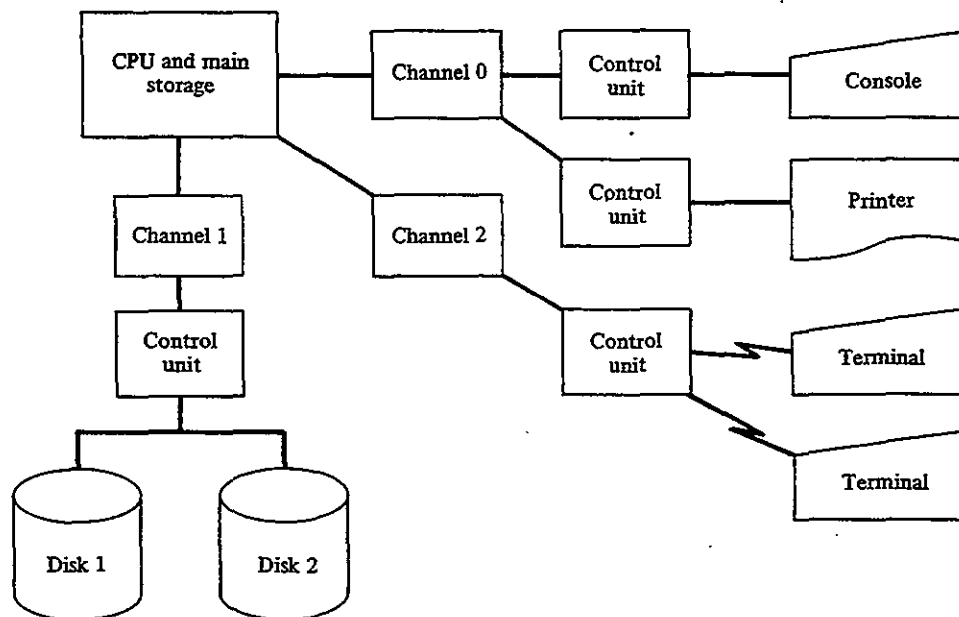 CPU and main
storage
Channel 0
Control
unit
Console
Control
unit
Printer
Channel 1
Channel 2
Control
unit
Control
unit
Terminal
Terminal
Disk 1
Disk 2